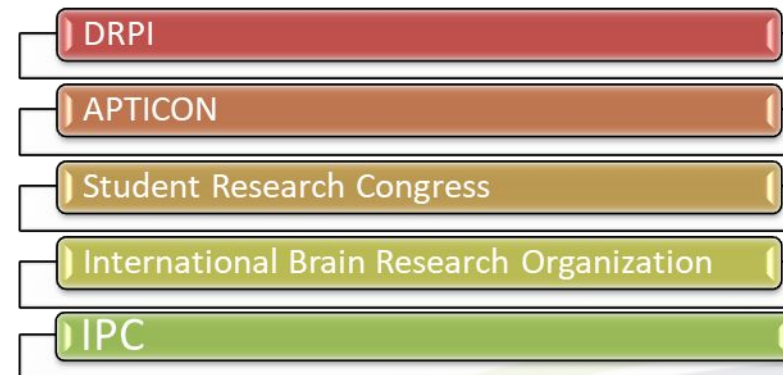 DRPI
APTICON
Student Research Congress
International Brain Research Organization
IPC